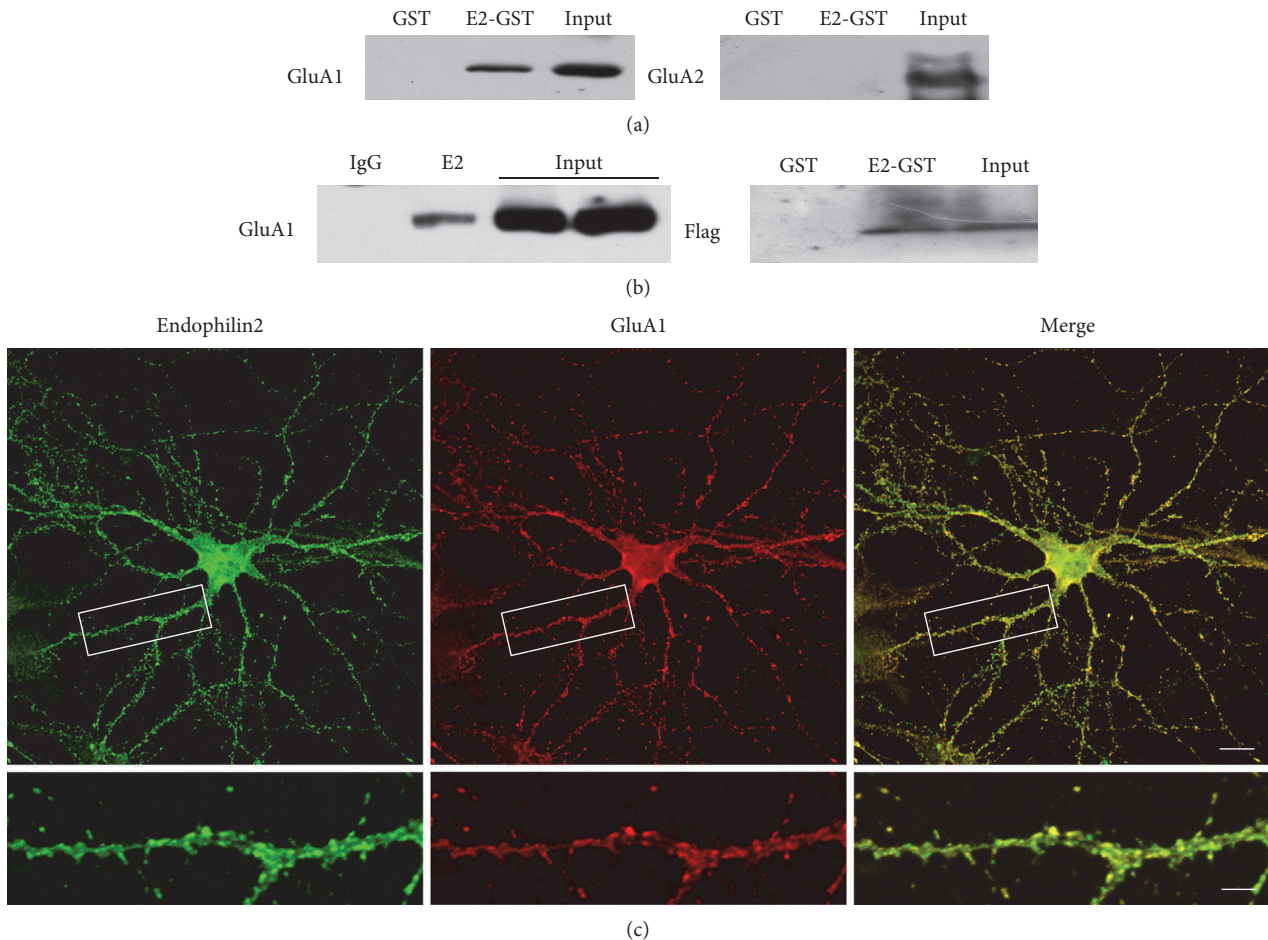 GST E2-GST Input GST E2-GST Input
GluA1 GluA2
(a)
IgG E2 Input GST E2-GST Input
GluA1 Flag
(b)
Endophilin2 GluA1 Merge
(c)